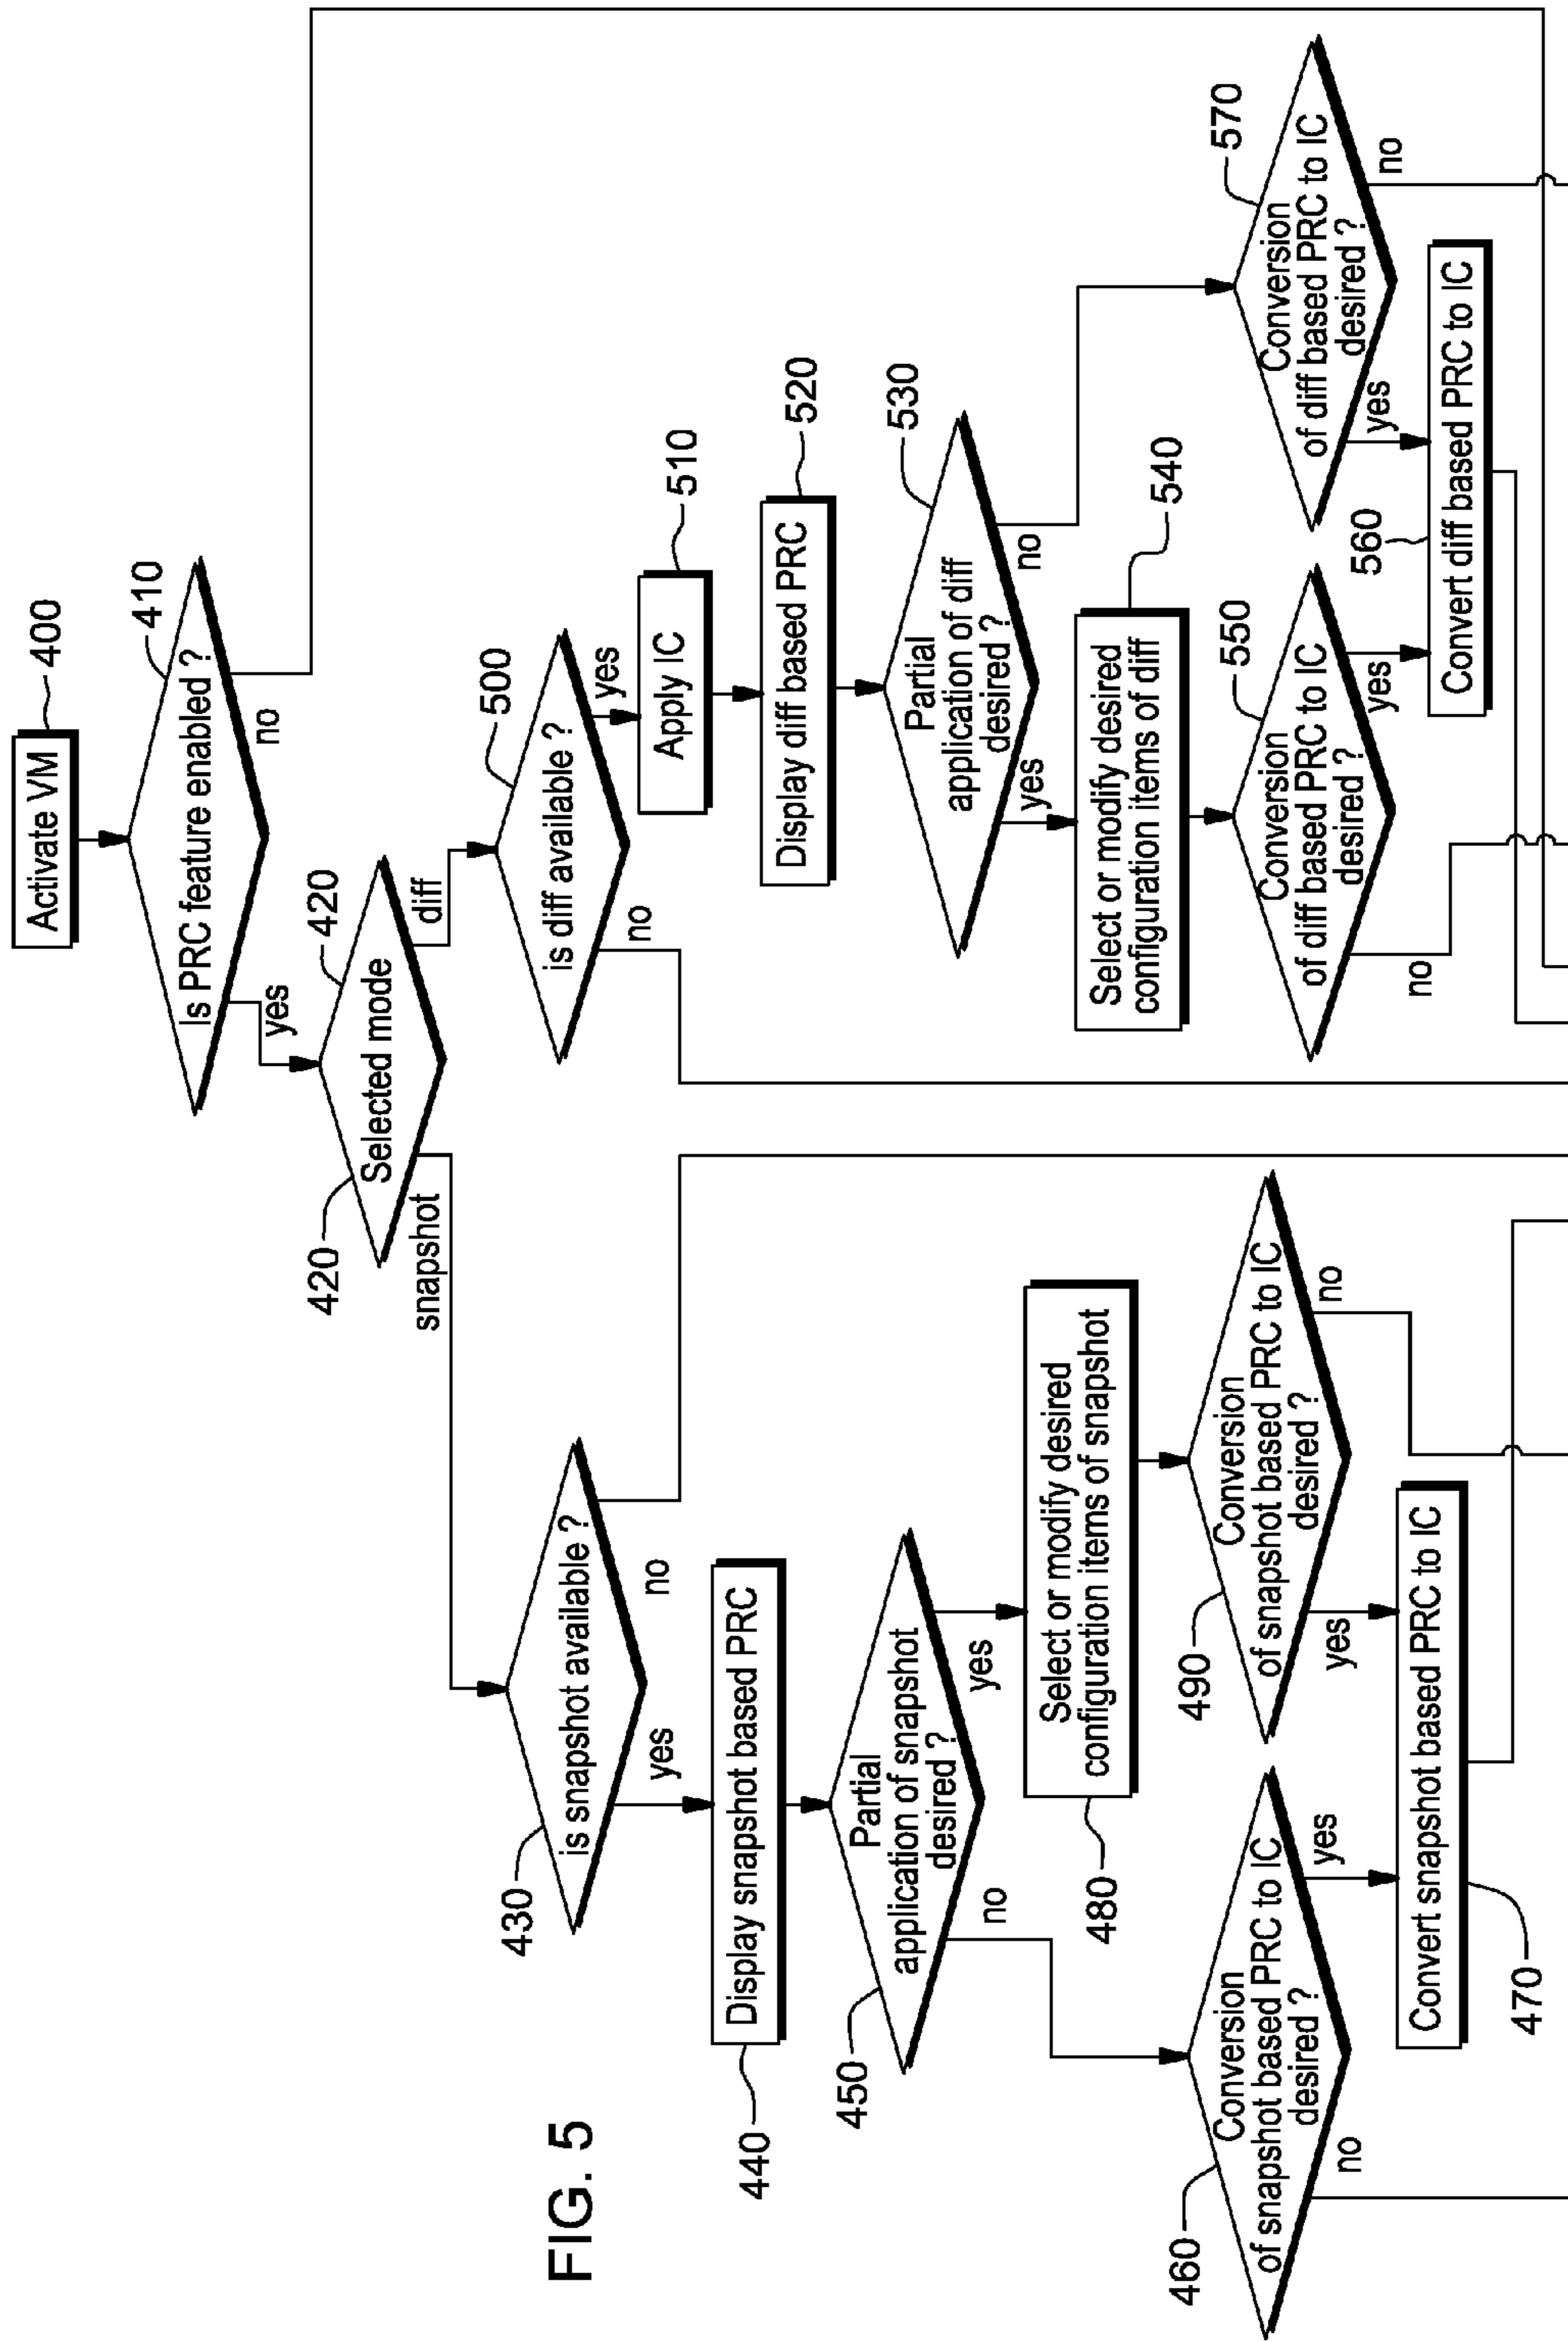 FIG. 5
Activate VM
400
Is PRC feature enabled ?
410
yes
no
420
Selected mode
420
snapshot
diff
430
is snapshot available ?
yes
no
440
Display snapshot based PRC
450
Partial
application of snapshot
desired ?
no
yes
480
Select or modify desired
configuration items of snapshot
460
Conversion
of snapshot based PRC to IC
desired ?
no
yes
490
Conversion
of snapshot based PRC to IC
desired ?
yes
no
Convert snapshot based PRC to IC
470
is diff available ?
500
no
yes
Apply IC
510
Display diff based PRC
520
Partial
application of diff
desired ?
530
yes
no
Select or modify desired
configuration items of diff
540
Conversion
of diff based PRC to IC
desired ?
550
no
yes
Conversion
of diff based PRC to IC
desired ?
570
yes
no
560
Convert diff based PRC to IC